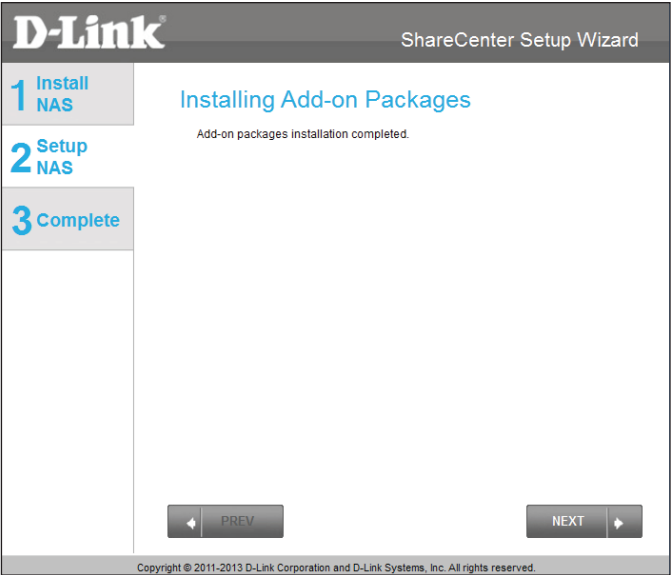 D-Link®
ShareCenter Setup Wizard
1 Install
NAS
2 Setup
NAS
3 Complete
Installing Add-on Packages
Add-on packages installation completed.
PREV
NEXT
Copyright © 2011-2013 D-Link Corporation and D-Link Systems, Inc. All rights reserved.